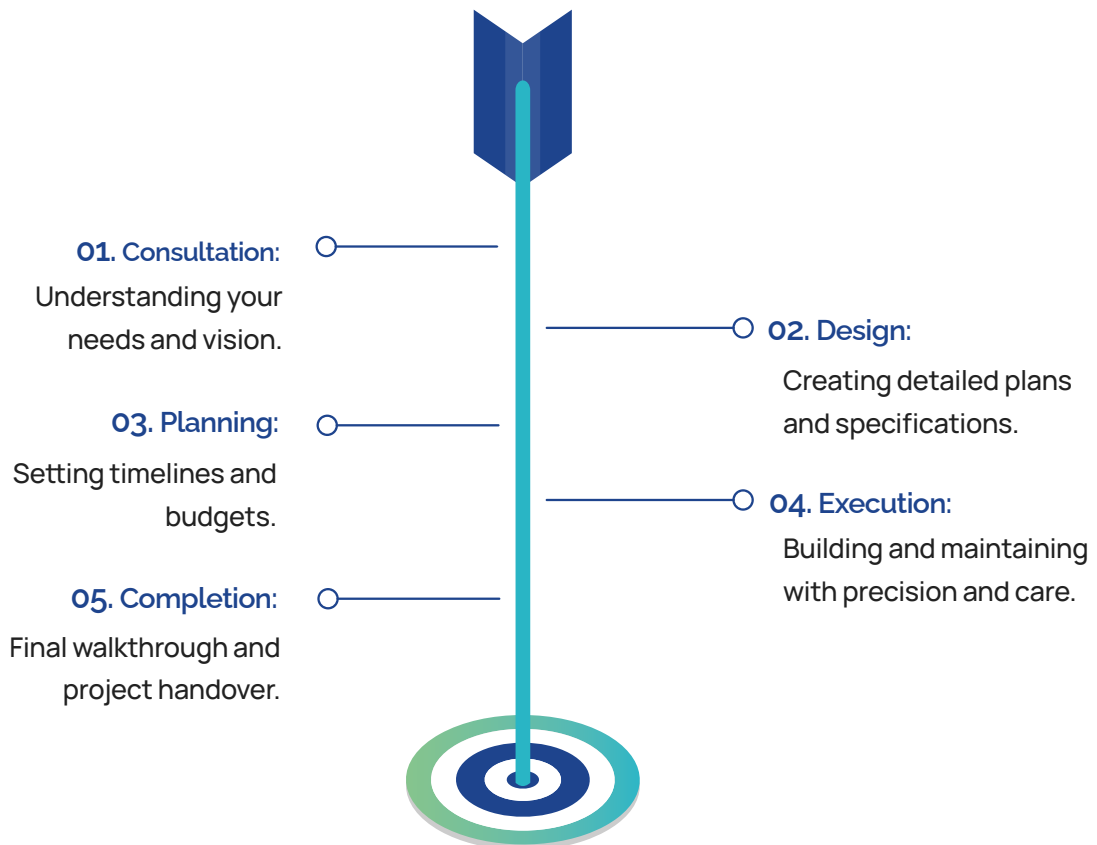 01. Consultation:
Understanding your
needs and vision.
02. Design:
Creating detailed plans
and specifications.
03. Planning:
Setting timelines and
budgets.
04. Execution:
Building and maintaining
with precision and care.
05. Completion:
Final walkthrough and
project handover.